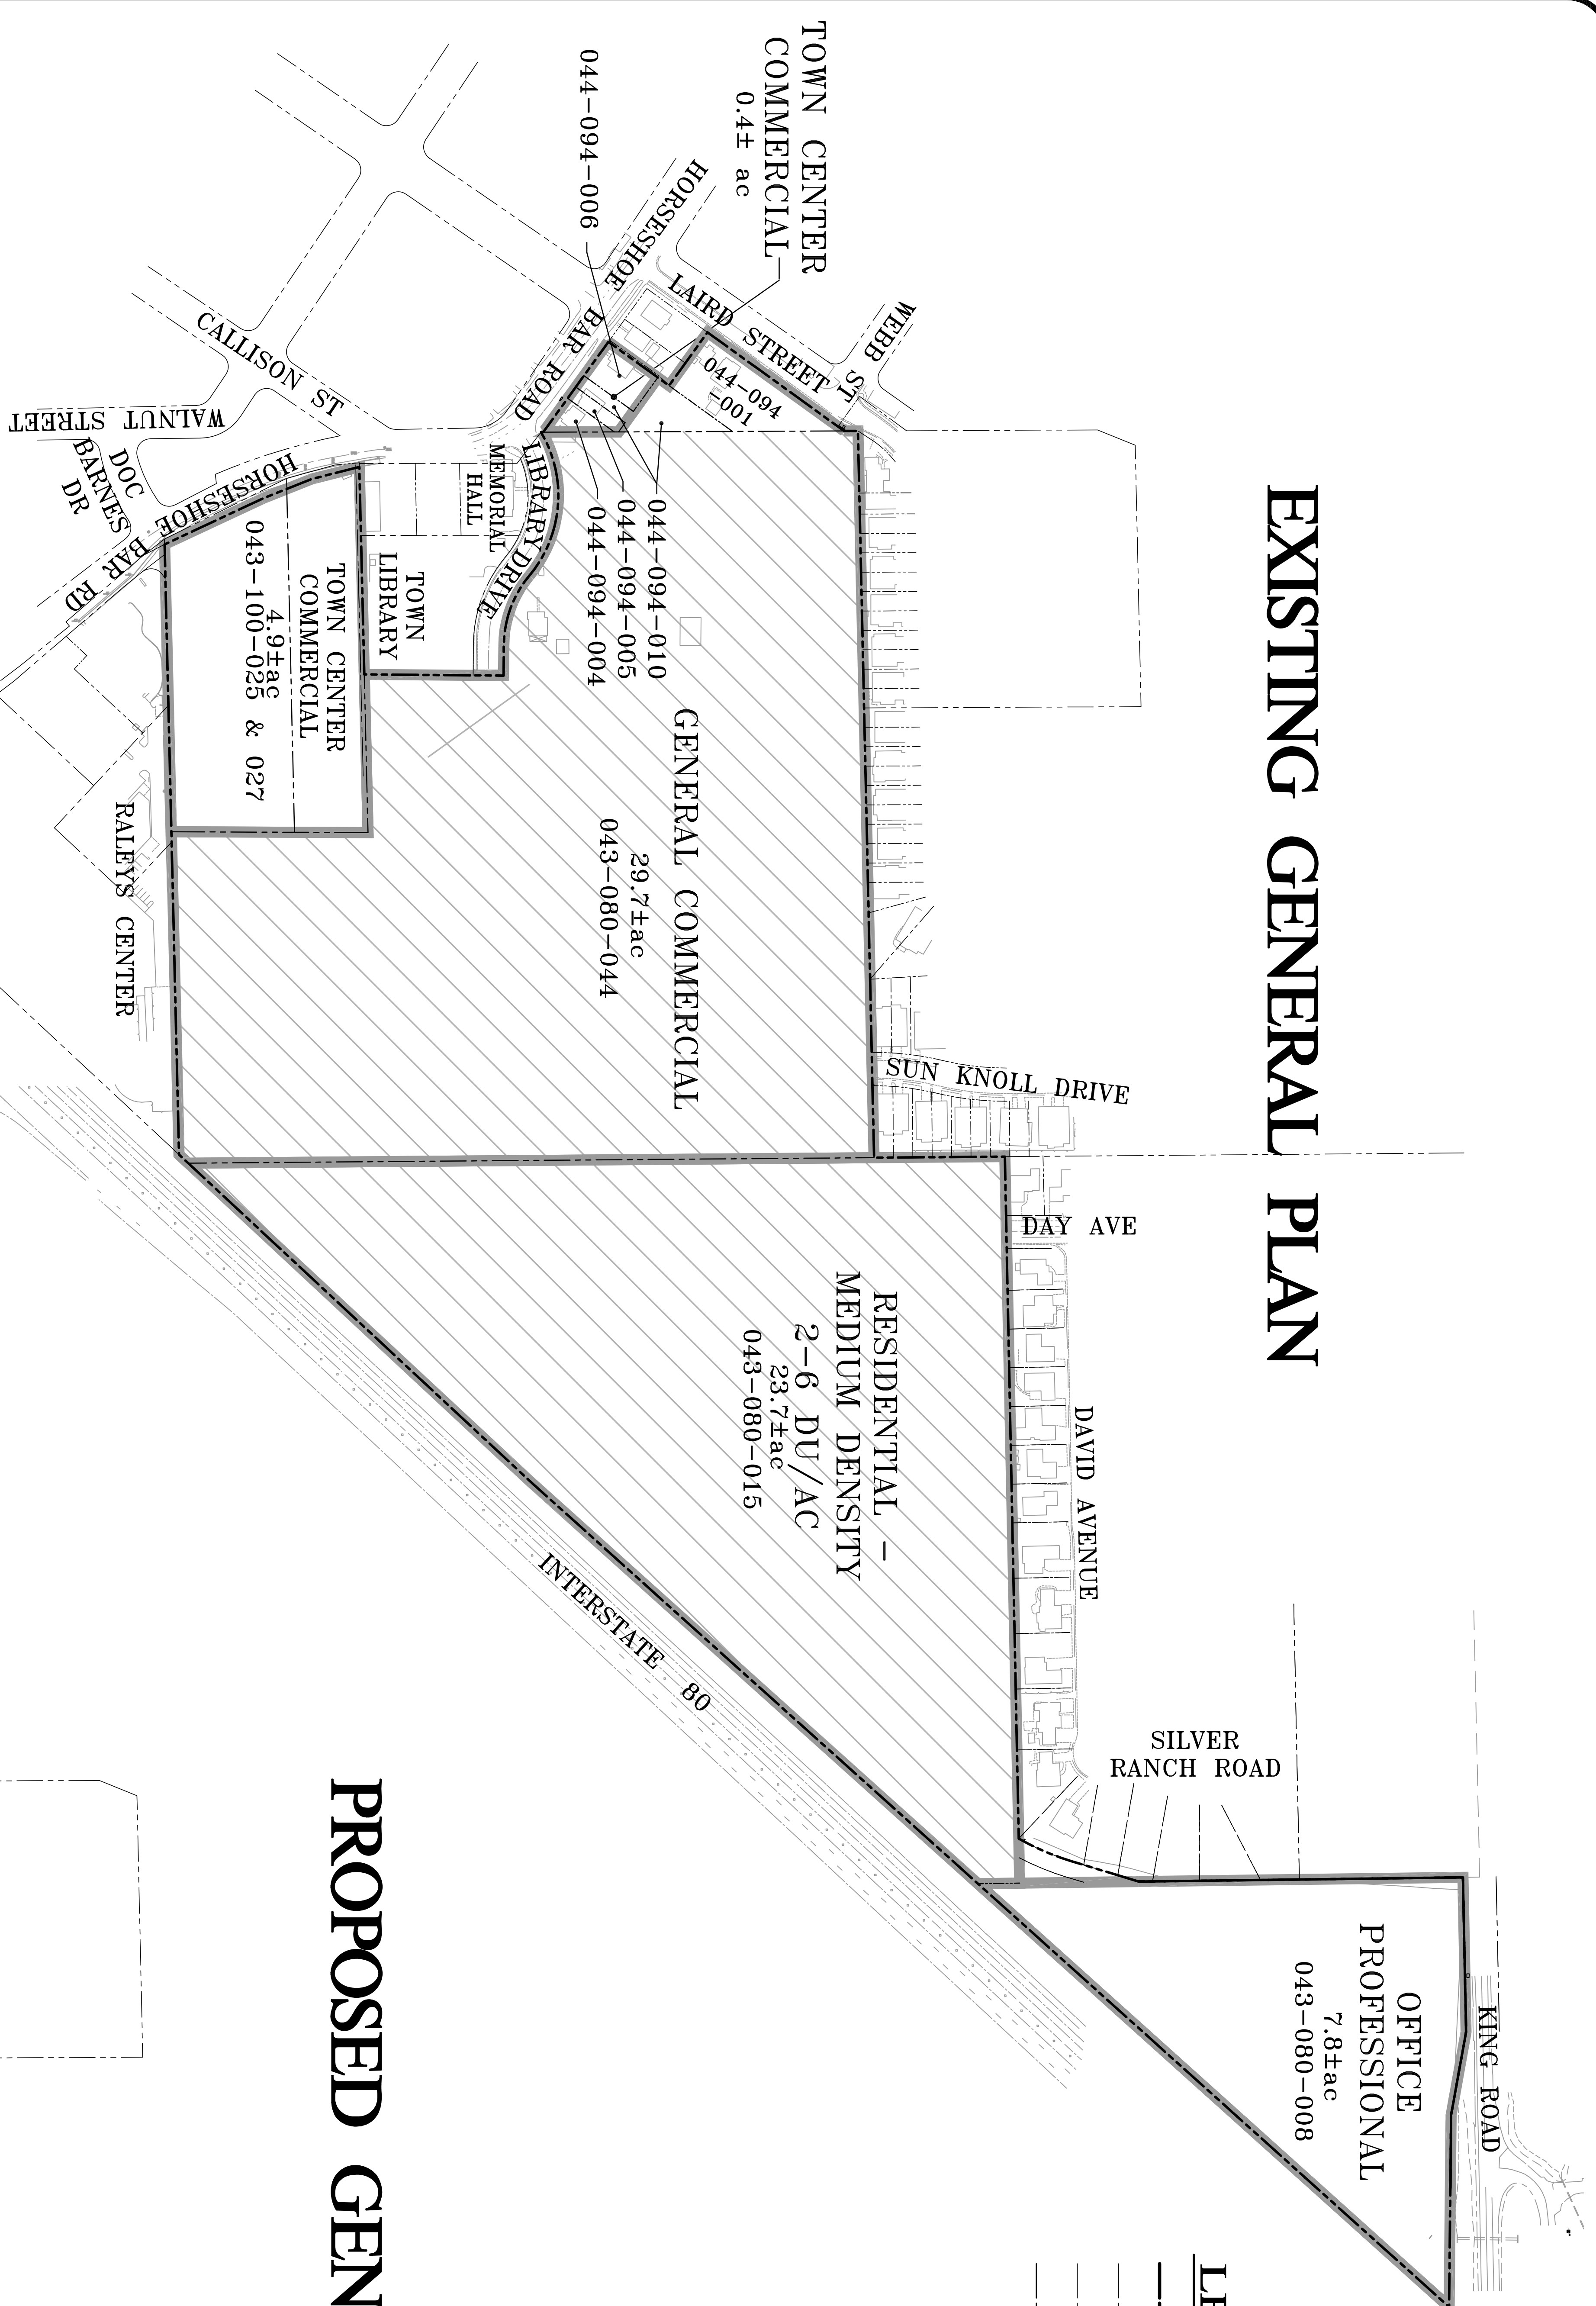 EXISTING GENERAL PLAN
TOWN CENTER
COMMERCIAL
0.4± ac
044-094-006
HORSESHOE
BAR ROAD
LAIRD STREET
WEBB
ST
044-094
-001
CALLISON ST
WALNUT STREET
DOC
BARNES
DR
HORSESHOE BAR RD
MEMORIAL
HALL
LIBRARY DRIVE
TOWN
LIBRARY
044-094-010
044-094-005
044-094-004
TOWN CENTER
COMMERCIAL
4.9±ac
043-100-025 & 027
RALEYS CENTER
GENERAL COMMERCIAL
29.7±ac
043-080-044
SUN KNOLL DRIVE
DAY AVE
DAVID AVENUE
RESIDENTIAL -
MEDIUM DENSITY
2-6 DU/AC
23.7±ac
043-080-015
INTERSTATE 80
SILVER
RANCH ROAD
OFFICE
PROFESSIONAL
7.8±ac
043-080-008
KING ROAD
PROPOSED GEN